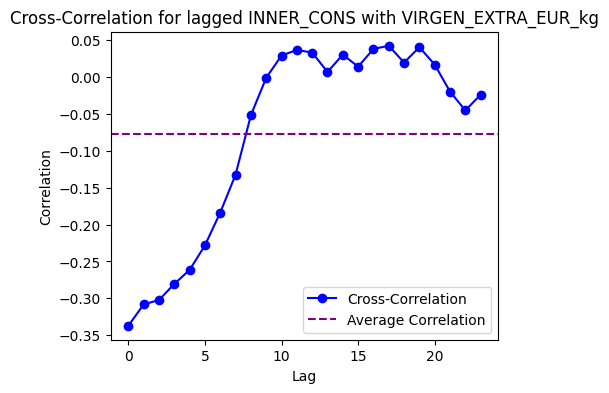 Cross-Correlation for lagged INNER_CONS with VIRGEN_EXTRA_EUR_kg
0.05
0.00
−0.05
−0.10
−0.15
−0.20
−0.25
−0.30
−0.35
Correlation
Cross-Correlation
Average Correlation
0 5 10 15 20
Lag